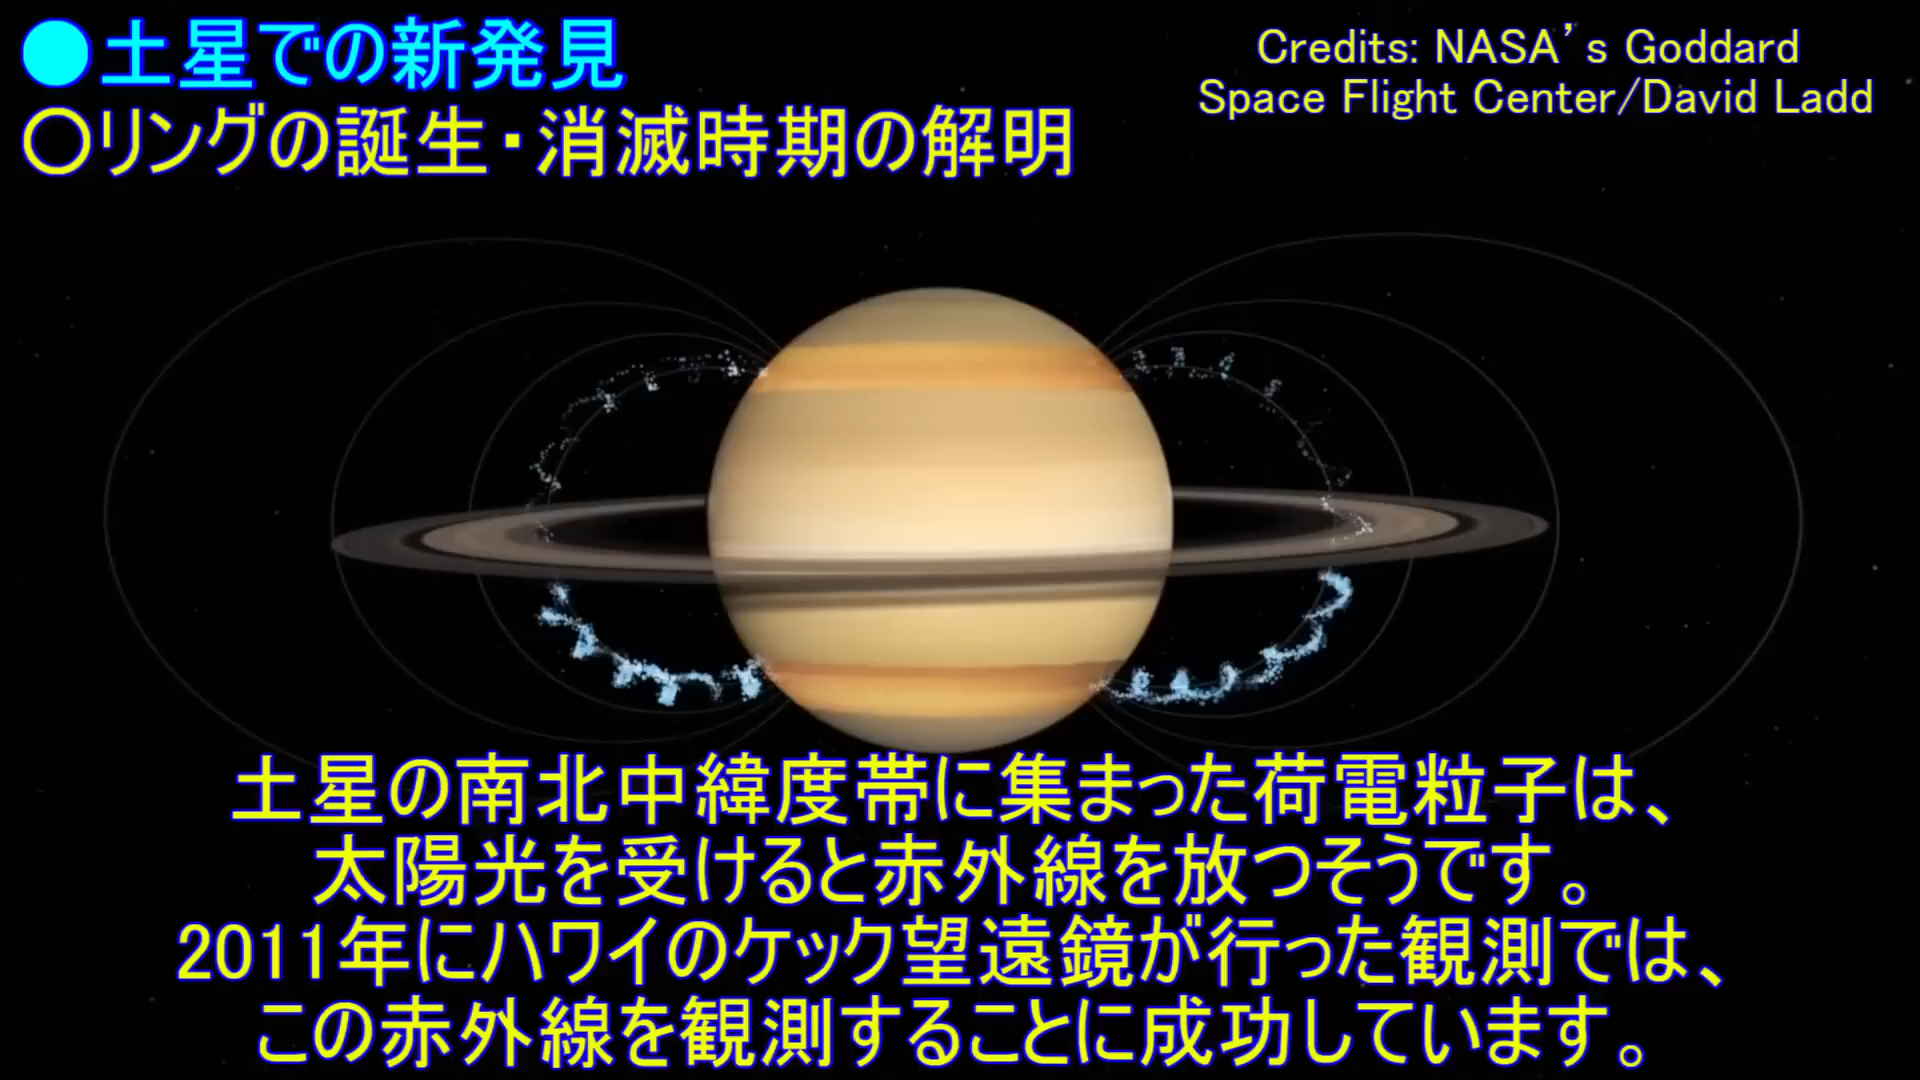 ●土星での新発見
○リングの誕生・消滅時期の解明
Credits: NASA's Goddard
Space Flight Center/David Ladd
土星の南北中緯度帯に集まった荷電粒子は、
太陽光を受けると赤外線を放つそうです。
2011年にハワイのケック望遠鏡が行った観測では、
この赤外線を観測することに成功しています。